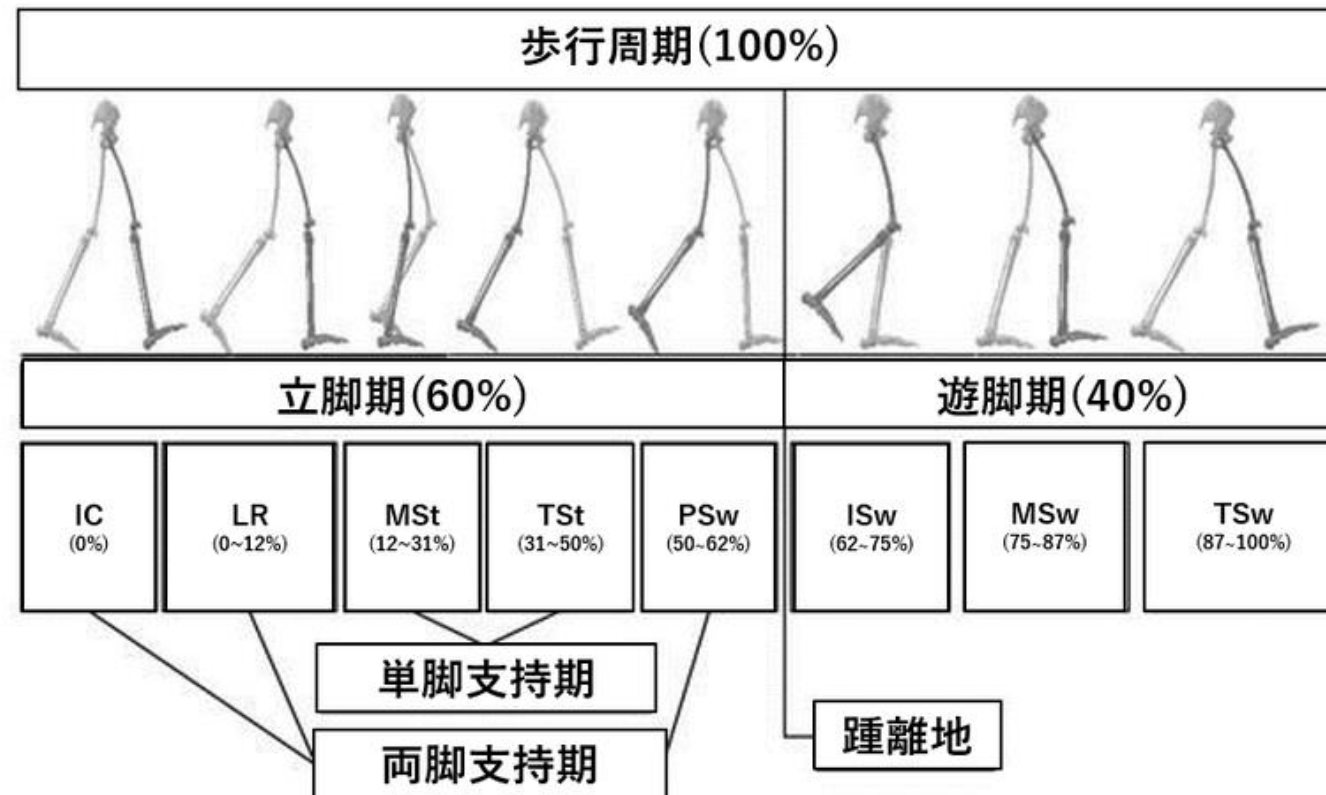 歩行周期(100%)
立脚期(60%)
遊脚期(40%)
IC
(0%)
LR
(0~12%)
MSt
(12~31%)
TSt
(31~50%)
PSw
(50~62%)
ISw
(62~75%)
MSw
(75~87%)
TSw
(87~100%)
単脚支持期
両脚支持期
踵離地